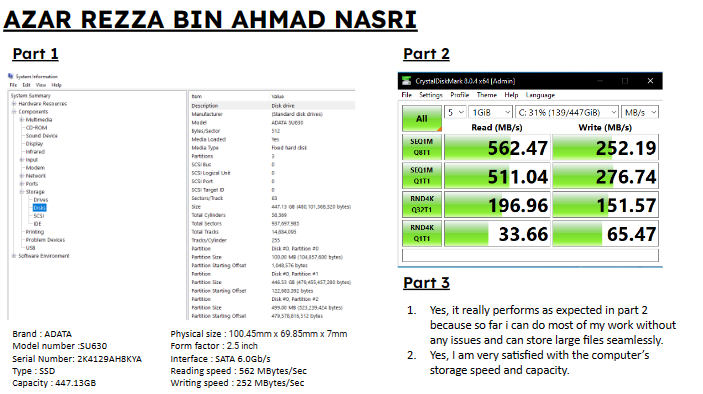 AZAR REZZA BIN AHMAD NASRI
Part 1
System Information
File Edit View Help
System Summary
Hardware Resources
Components
Multimedia
CD-ROM
Sound Device
Display
Infrared
Input
Modem
Network
Ports
Storage
Drives
Disks
SCSI
IDE
Printing
Problem Devices
USB
Software Environment
Item Value
Description Disk drive
Manufacturer (Standard disk drives)
Model ADATA SU630
Bytes/Sector 512
Media Loaded Yes
Media Type Fixed hard disk
Partitions 3
SCSI Bus 0
SCSI Logical Unit 0
SCSI Port 0
SCSI Target ID 0
Sectors/Track 63
Size 447.13 GB (480,101,368,320 bytes)
Total Cylinders 58,369
Total Sectors 937,697,985
Total Tracks 14,884,095
Tracks/Cylinder 255
Partition Disk #0, Partition #0
Partition Size 100.00 MB (104,857,600 bytes)
Partition Starting Offset 1,048,576 bytes
Partition Disk #0, Partition #1
Partition Size
Partition Starting Offset 122,683,392 bytes
Partition Disk #0, Partition #2
Partition Size 499.00 MB (523,239,424 bytes)
Partition Starting Offset
Brand : ADATA
Model number :SU630
Serial Number: 2K4129AH8KYA
Type : SSD
Capacity : 447.13GB
Physical size : 100.45mm x 69.85mm x 7mm
Form factor : 2.5 inch
Interface : SATA 6.0Gb/s
Reading speed : 562 MBytes/Sec
Writing speed : 252 MBytes/Sec
Part 2
CrystalDiskMark 8.0.4 x64 [Admin]
File Settings Profile Theme Help Language
All 5 1GiB C: 31% (139/447GiB) MB/s
Read (MB/s) Write (MB/s)
SEQ1M Q8T1 562.47 252.19
SEQ1M Q1T1 511.04 276.74
RND4K Q32T1 196.96 151.57
RND4K Q1T1 33.66 65.47
Part 3
1. Yes, it really performs as expected in part 2
because so far i can do most of my work without
any issues and can store large files seamlessly.
2. Yes, I am very satisfied with the computer's
storage speed and capacity.